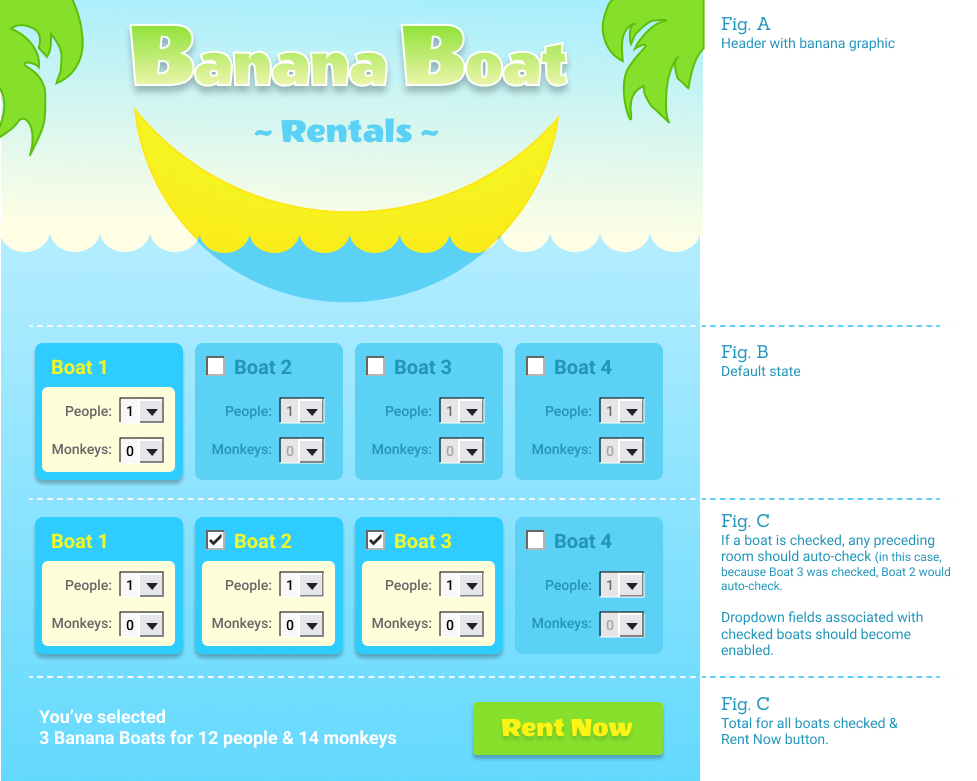 Banana Boat
~ Rentals ~
Fig. A
Header with banana graphic
Boat 1
Boat 2
Boat 3
Boat 4
People: 1
People: 1
People: 1
People: 1
Monkeys: 0
Monkeys: 0
Monkeys: 0
Monkeys: 0
Fig. B
Default state
Boat 1
Boat 2
Boat 3
Boat 4
People: 1
People: 1
People: 1
People: 1
Monkeys: 0
Monkeys: 0
Monkeys: 0
Monkeys: 0
Fig. C
If a boat is checked, any preceding
room should auto-check (in this case,
because Boat 3 was checked, Boat 2 would
auto-check.
Dropdown fields associated with
checked boats should become
enabled.
You've selected
3 Banana Boats for 12 people & 14 monkeys
Rent Now
Fig. C
Total for all boats checked &
Rent Now button.